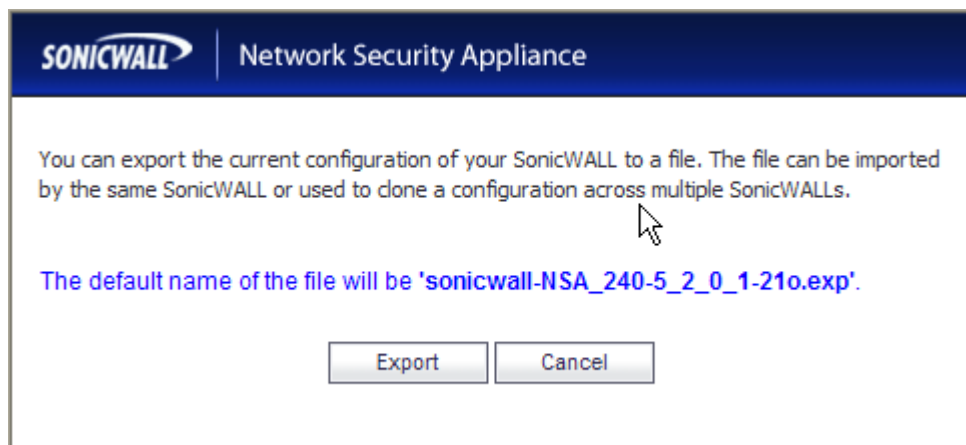 SONICWALL Network Security Appliance
You can export the current configuration of your SonicWALL to a file. The file can be imported
by the same SonicWALL or used to clone a configuration across multiple SonicWALLs.
The default name of the file will be 'sonicwall-NSA_240-5_2_0_1-21o.exp'.
Export Cancel